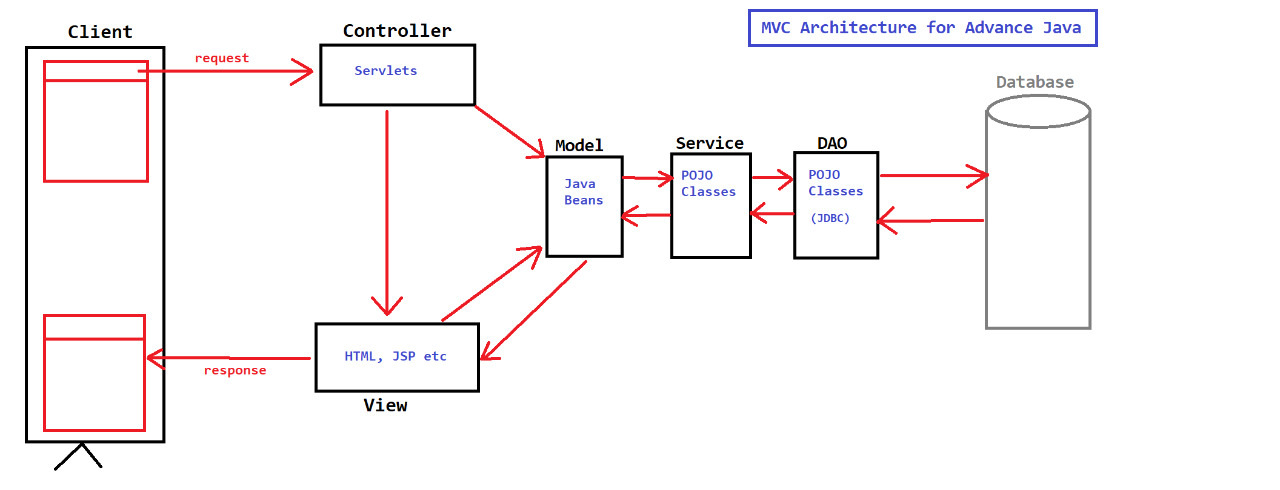 MVC Architecture for Advance Java
Client
Controller
request
Servlets
Database
Model
Service
DAO
Java
Beans
POJO
Classes
POJO
Classes
(JDBC)
HTML, JSP etc
response
View